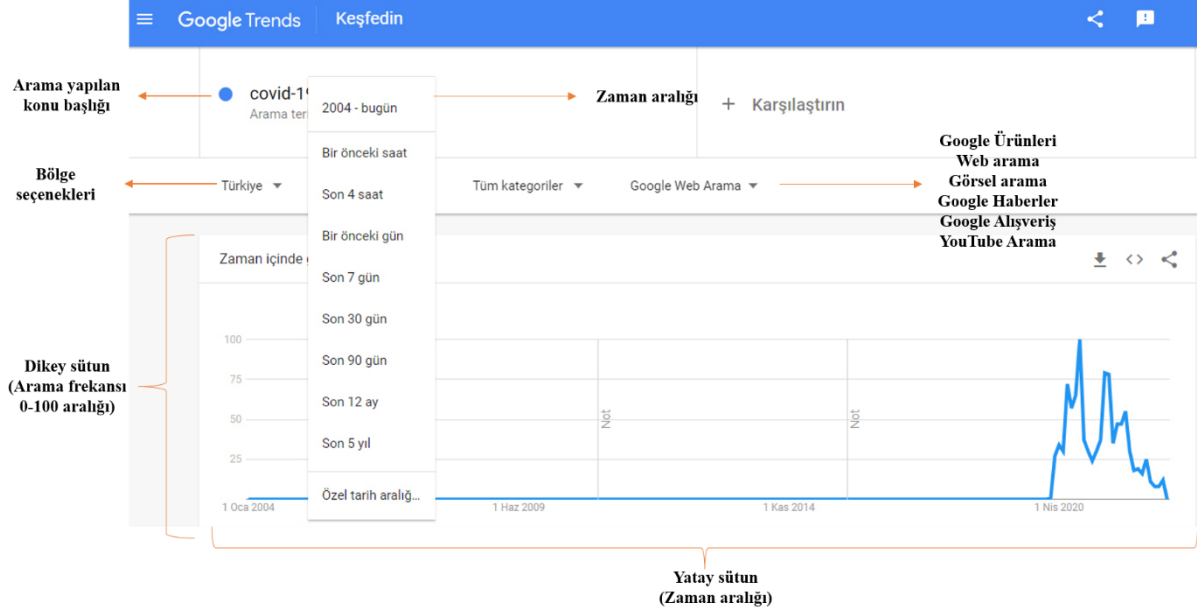 Google Trends Keşfedin
Arama yapılan
konu başlığı
covid-19
Arama teri
2004 - bugün
Bir önceki saat
Son 4 saat
Bir önceki gün
Son 7 gün
Son 30 gün
Son 90 gün
Son 12 ay
Son 5 yıl
Özel tarih aralığ...
Zaman aralığı
+ Karşılaştırın
Bölge
seçenekleri
Türkiye
Tüm kategoriler
Google Web Arama
Google Ürünleri
Web arama
Görsel arama
Google Haberler
Google Alışveriş
YouTube Arama
Zaman içinde
Dikey sütun
(Arama frekansı
0-100 aralığı)
100
75
50
25
Not
Not
1 Oca 2004
1 Haz 2009
1 Kas 2014
1 Nis 2020
Yatay sütun
(Zaman aralığı)